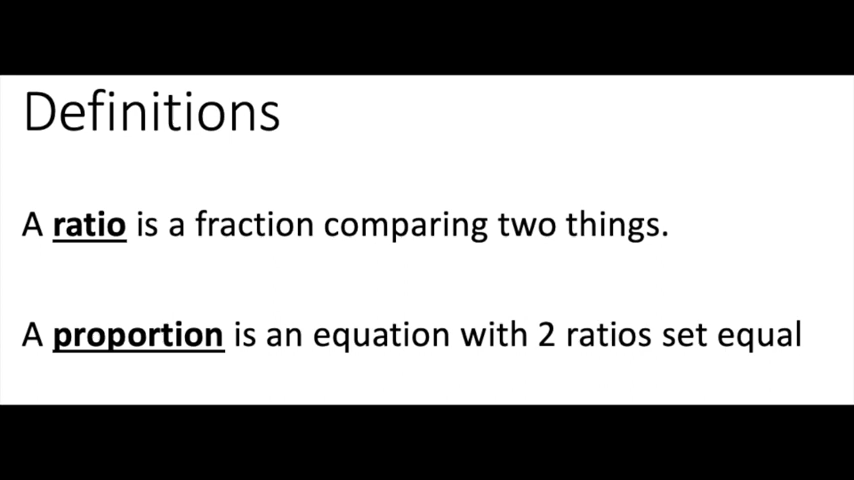 Definitions
A ratio is a fraction comparing two things.
A proportion is an equation with 2 ratios set equal